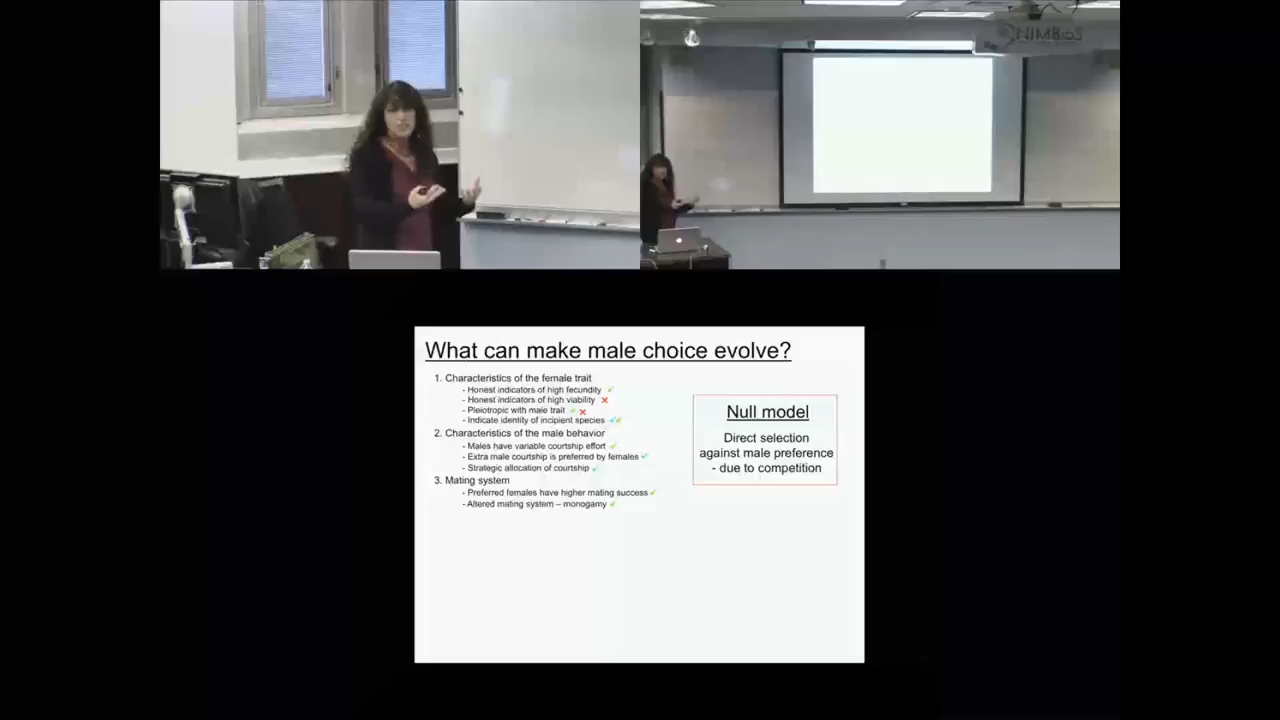 NIMBioS
What can make male choice evolve?
1. Characteristics of the female trait
- Honest indicators of high fecundity ✓
- Honest indicators of high viability ✗
- Pleiotropic with male trait ✓ ✗
- Indicate identity of incipient species ✓✓
2. Characteristics of the male behavior
- Males have variable courtship effort ✓
- Extra male courtship is preferred by females ✓
- Strategic allocation of courtship ✓
3. Mating system
- Preferred females have higher mating success ✓
- Altered mating system – monogamy ✓
Null model
Direct selection
against male preference
- due to competition